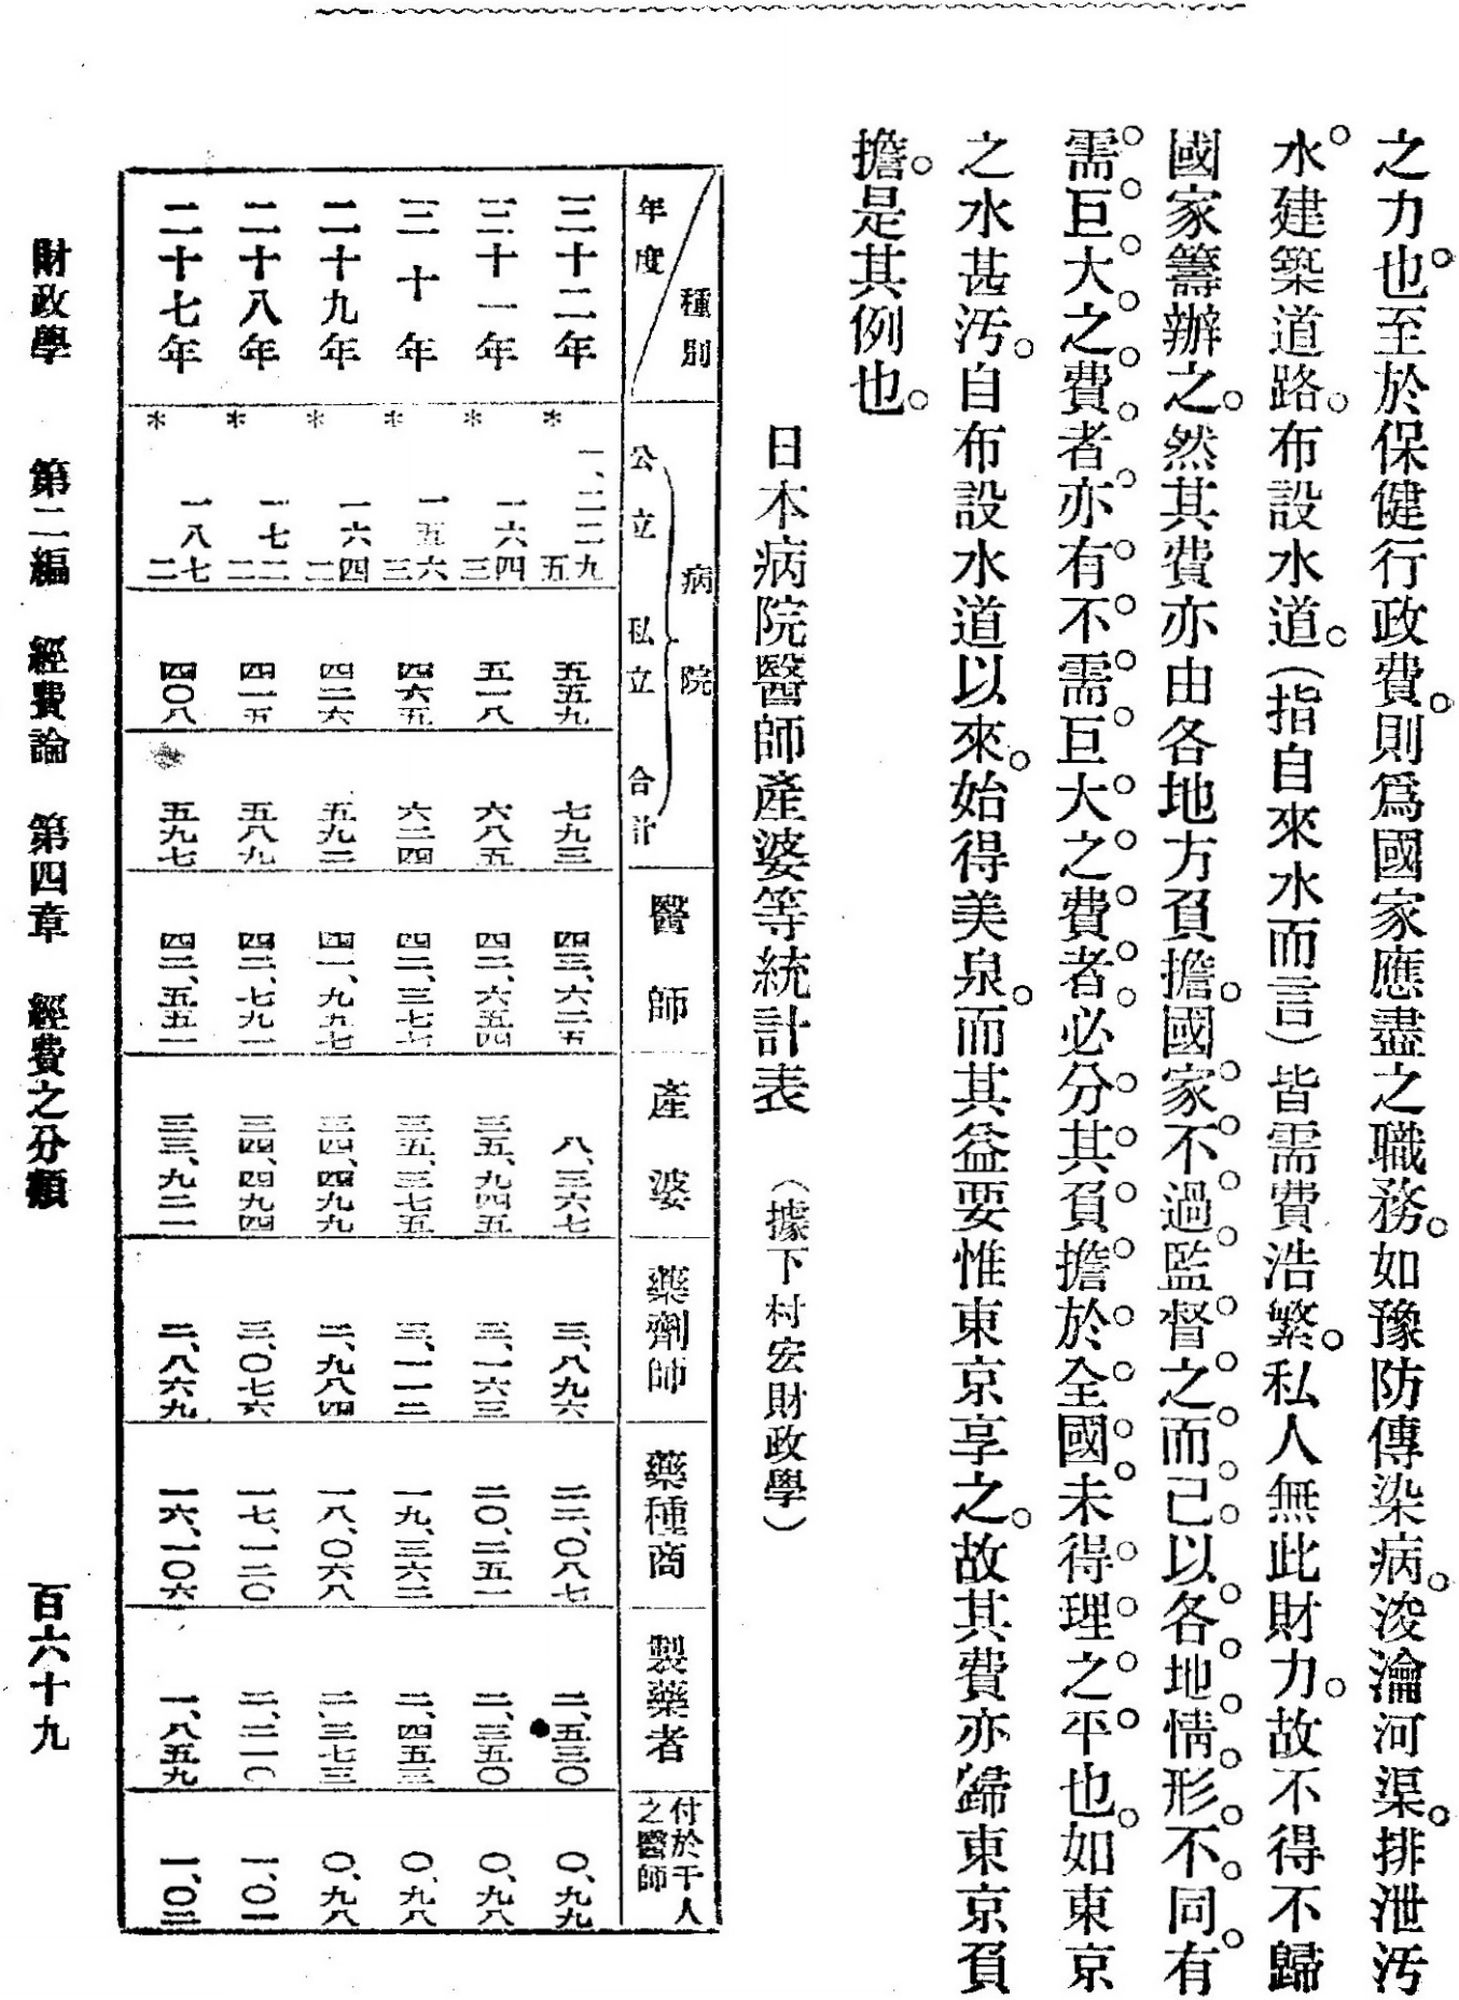 之力也。至於保健行政費。則爲國家應盡之職務。如豫防傳染病。浚瀹河渠。排泄汚
水。建築道路。布設水道。(指自來水而言)皆需費浩繁。私人無此財力。故不得不歸
國家籌辦之。然其費亦由各地方負擔。國家不過監督之而已。以各地情形不同。有
需巨大之費者。亦有不需巨大之費者。必分其負擔於全國。未得理之平也。如東京
之水甚汚。自布設水道以來。始得美泉。而其益要惟東京享之。故其費亦歸東京負
擔。是其例也。
日本病院醫師產婆等統計表 (據下村宏財政學)
種別 年度 病院 公立 私立 合計 醫師 產婆 藥劑師 藥種商 製藥者 付於千人之醫師
三十二年 * 一、二二九 五 五五九 七九三 四三、六二五 八、三六七 三、八九六 二二、〇八七 二、五三〇 〇、九九
三十一年 * 一六四 三 五一八 六八五 四二、六五四 三五、九四五 三、一六三 二〇、二五一 二、三五〇 〇、九八
三十年 * 一五六 三 四六五 六二四 四二、三七七 三五、三七五 三、一一二 一九、三六三 二、四五三 〇、九八
二十九年 * 一六四 二 四二六 五九二 四一、九五七 三四、四九九 二、九八四 一八、〇六八 二、三七三 〇、九八
二十八年 * 一七二 二 四一五 五八九 四二、七九一 三四、四九四 三、〇七六 一七、一二〇 二、二一〇 一、〇一
二十七年 * 一八七 二 四〇八 五九七 四二、五五一 三三、九二一 二、八六九 一六、一〇六 一、八五九 一、〇二
財政學 第二編 經費論 第四章 經費之分類 百六十九